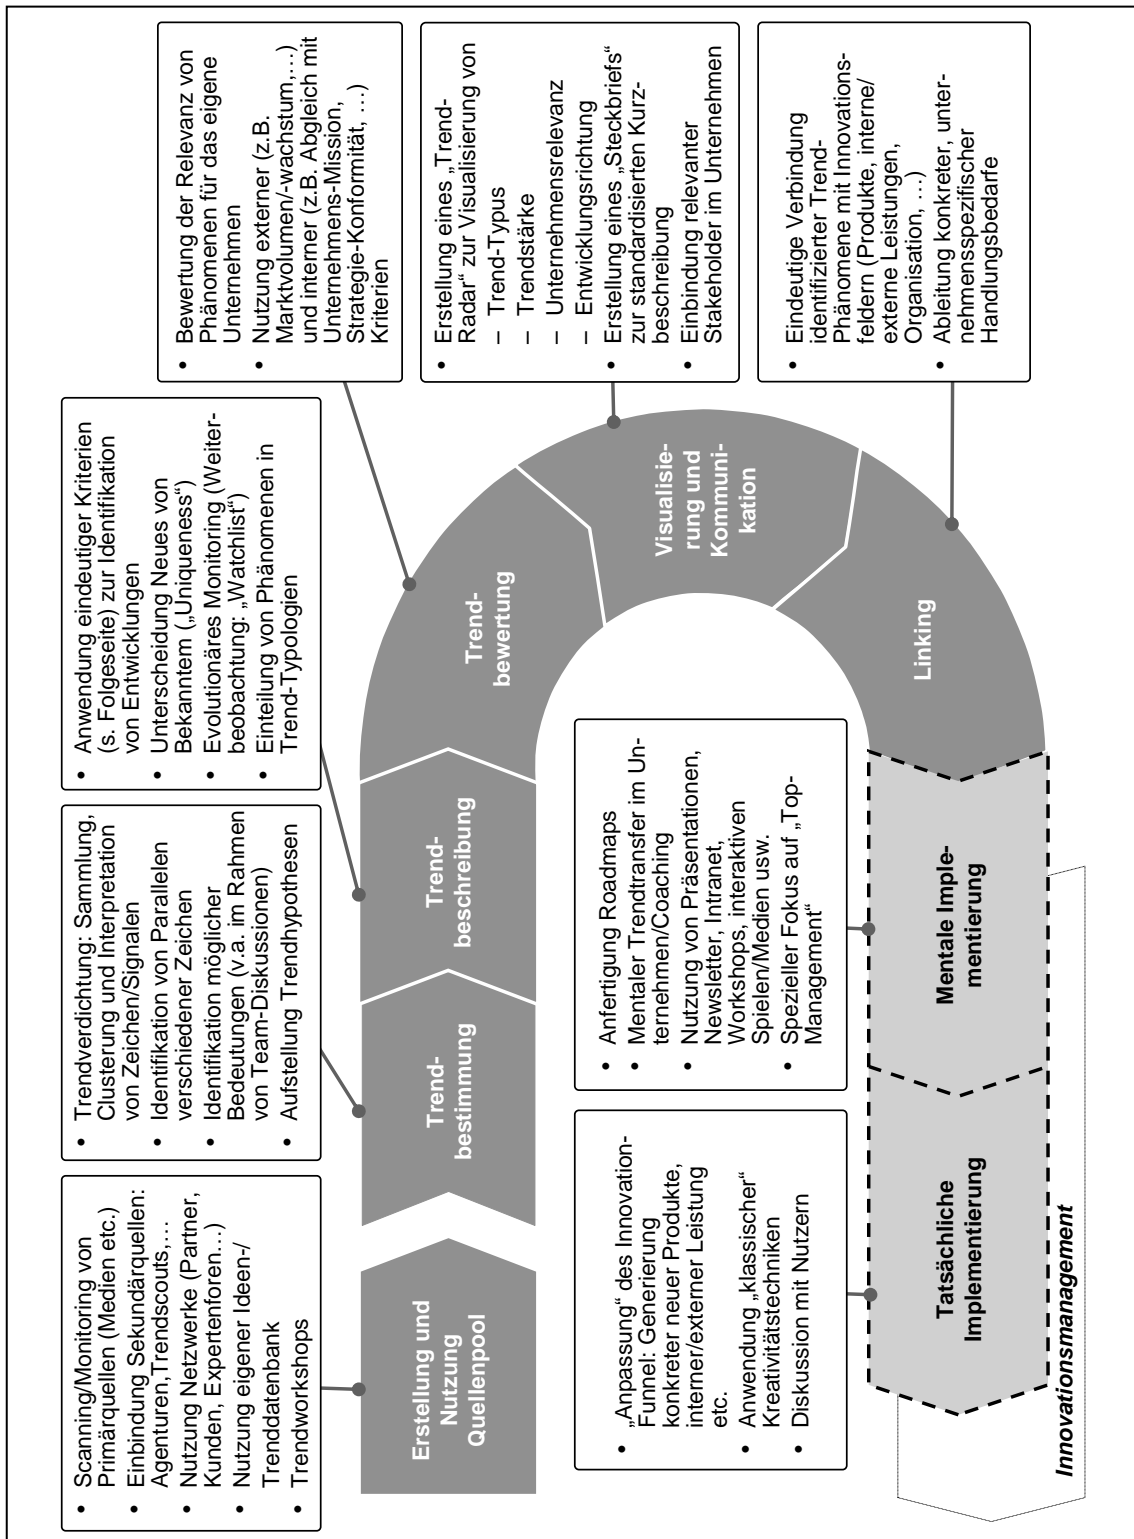 • Scanning/Monitoring von
Primärquellen (Medien etc.)
• Einbindung Sekundärquellen:
Agenturen,Trendscouts,…
• Nutzung Netzwerke (Partner,
Kunden, Expertenforen…)
• Nutzung eigener Ideen-/
Trenddatenbank
• Trendworkshops
Erstellung und
Nutzung
Quellenpool
• Trendverdichtung: Sammlung,
Clusterung und Interpretation
von Zeichen/Signalen
• Identifikation von Parallelen
verschiedener Zeichen
• Identifikation möglicher
Bedeutungen (v.a. im Rahmen
von Team-Diskussionen)
• Aufstellung Trendhypothesen
Trend-
bestimmung
• Anwendung eindeutiger Kriterien
(s. Folgeseite) zur Identifikation
von Entwicklungen
• Unterscheidung Neues von
Bekanntem („Uniqueness“)
• Evolutionäres Monitoring (Weiter-
beobachtung: „Watchlist“)
• Einteilung von Phänomenen in
Trend-Typologien
Trend-
beschreibung
• Bewertung der Relevanz von
Phänomenen für das eigene
Unternehmen
• Nutzung externer (z.B.
Marktvolumen/-wachstum,…)
und interner (z.B. Abgleich mit
Unternehmens-Mission,
Strategie-Konformität, …)
Kriterien
Trend-
bewertung
• Erstellung eines „Trend-
Radar“ zur Visualisierung von
– Trend-Typus
– Trendstärke
– Unternehmensrelevanz
– Entwicklungsrichtung
• Erstellung eines „Steckbriefs“
zur standardisierten Kurz-
beschreibung
• Einbindung relevanter
Stakeholder im Unternehmen
Visualisie-
rung und
Kommuni-
kation
• Eindeutige Verbindung
identifizierter Trend-
Phänomene mit Innovations-
feldern (Produkte, interne/
externe Leistungen,
Organisation, …)
• Ableitung konkreter, unter-
nehmensspezifischer
Handlungsbedarfe
Linking
• Anfertigung Roadmaps
• Mentaler Trendtransfer im Un-
ternehmen/Coaching
• Nutzung von Präsentationen,
Newsletter, Intranet,
Workshops, interaktiven
Spielen/Medien usw.
• Spezieller Fokus auf „Top-
Management“
Mentale Imple-
mentierung
• „Anpassung“ des Innovation-
Funnel: Generierung
konkreter neuer Produkte,
interner/externer Leistung
etc.
• Anwendung „klassischer“
Kreativitätstechniken
• Diskussion mit Nutzern
Tatsächliche
Implementierung
Innovationsmanagement